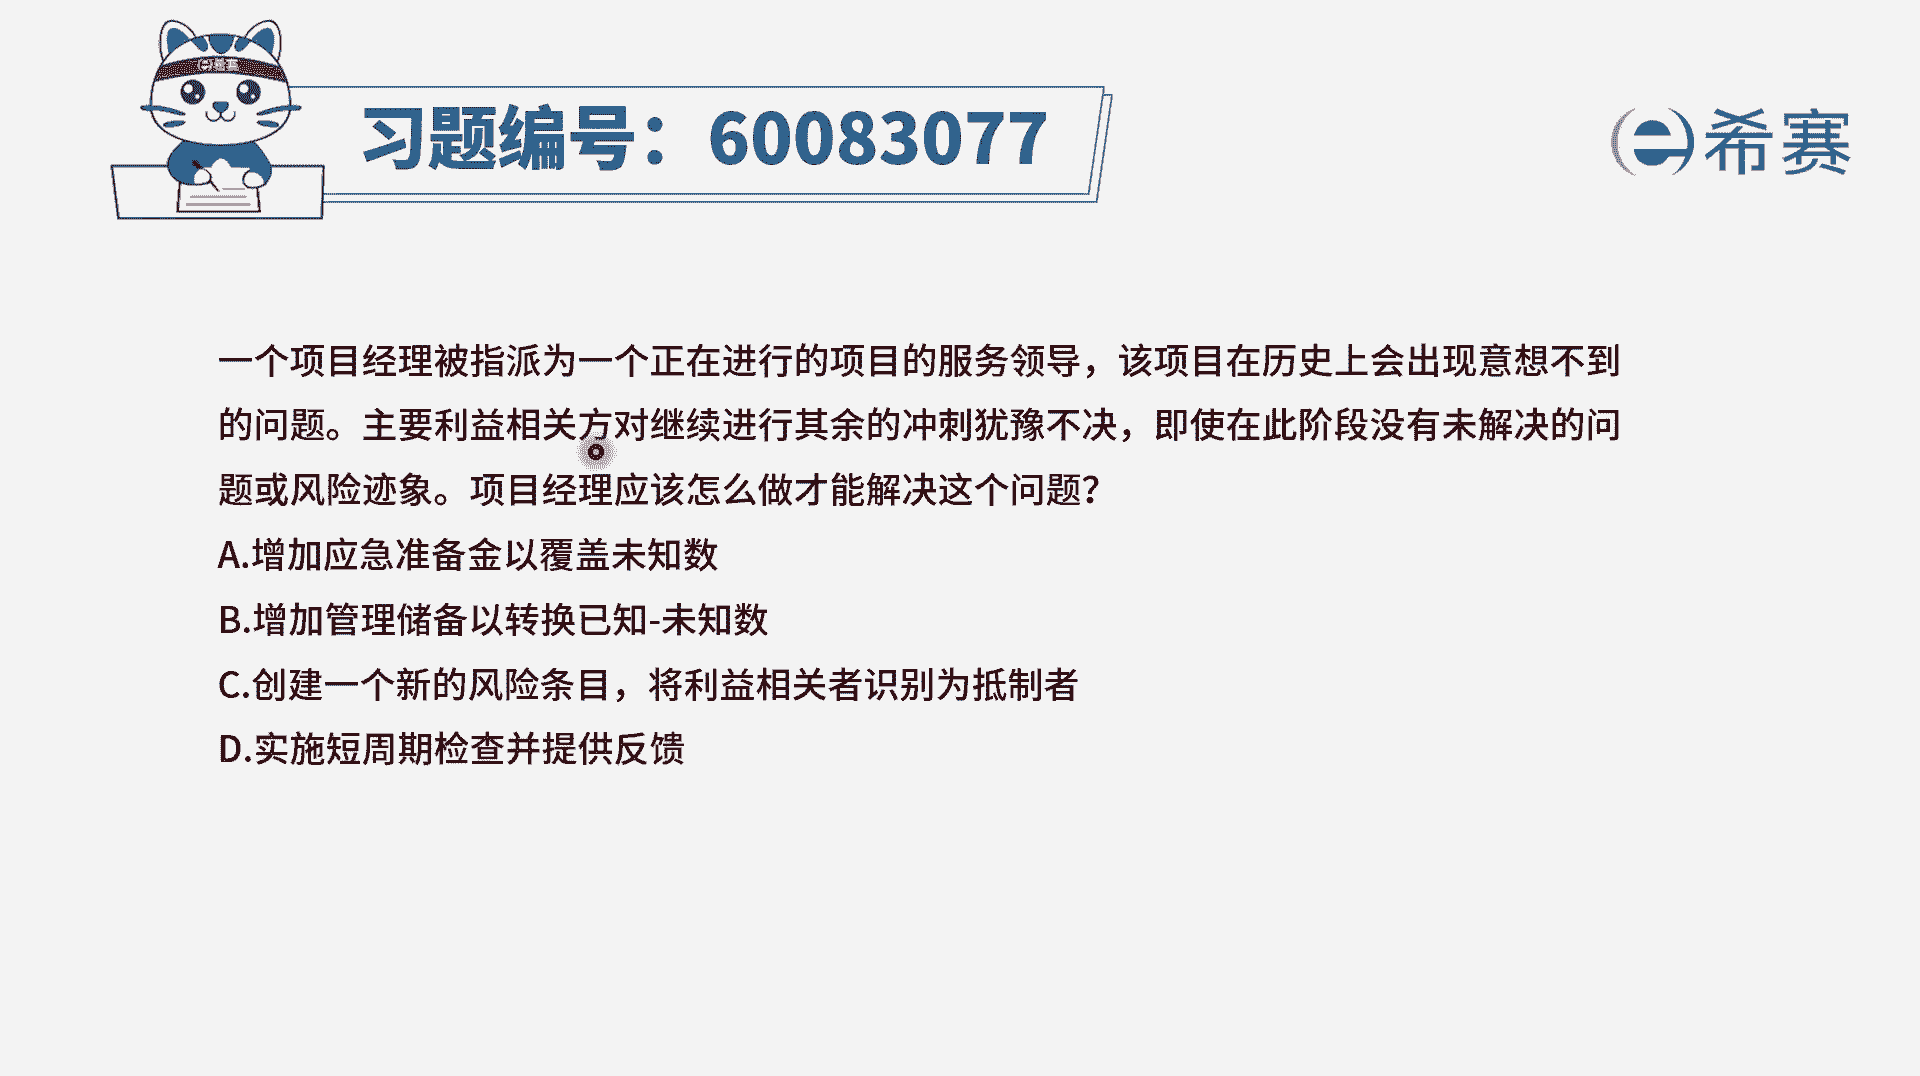 希赛
习题编号：60083077
希赛
一个项目经理被指派为一个正在进行的项目的服务领导，该项目在历史上会出现意想不到
的问题。主要利益相关方对继续进行其余的冲刺犹豫不决，即使在此阶段没有未解决的问
题或风险迹象。项目经理应该怎么做才能解决这个问题？
A.增加应急准备金以覆盖未知数
B.增加管理储备以转换已知-未知数
C.创建一个新的风险条目，将利益相关者识别为抵制者
D.实施短周期检查并提供反馈